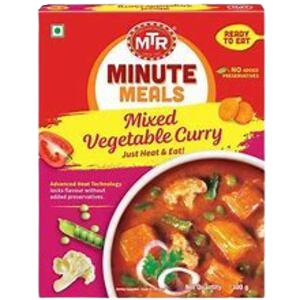 MTR
READY
TO EAT
NO ADDED
PRESERVATIVES
MINUTE
MEALS
Mixed
Vegetable Curry
Just Heat & Eat!
Advanced Heat Technology
locks flavour without
added preservatives.
Net Quantity 300 g